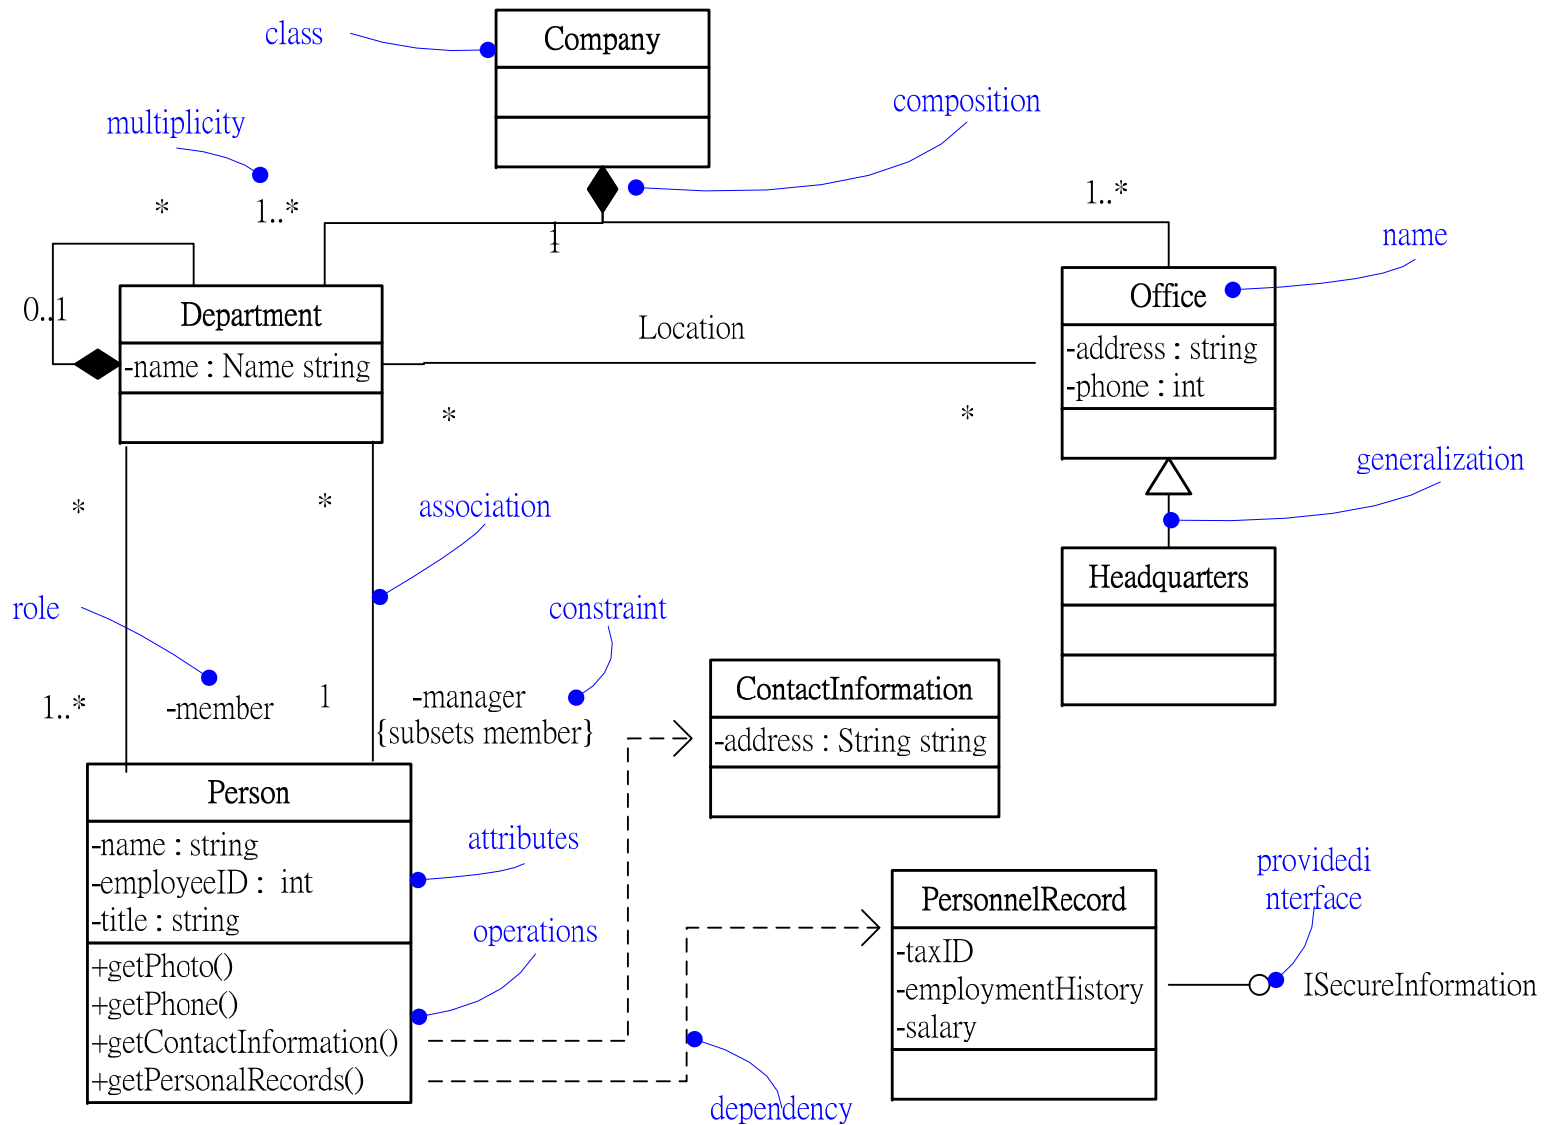 class
Company
composition
multiplicity
*
1..*
1
1..*
name
0..1
Department
-name : Name string
Location
Office
-address : string
-phone : int
*
*
generalization
*
*
association
Headquarters
role
constraint
1..*
-member
1
-manager
{subsets member}
ContactInformation
-address : String string
Person
-name : string
-employeeID :  int
-title : string
attributes
operations
+getPhoto()
+getPhone()
+getContactInformation()
+getPersonalRecords()
PersonnelRecord
-taxID
-employmentHistory
-salary
providedi
nterface
ISecureInformation
dependency